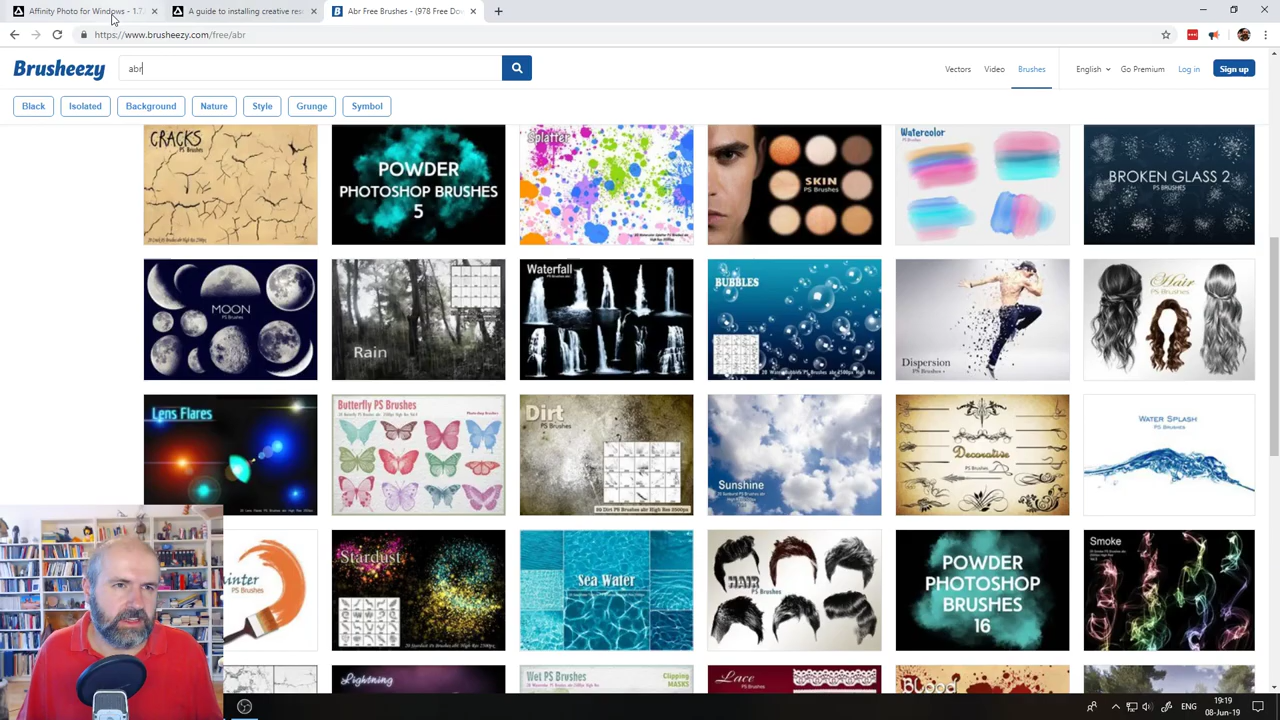 Affinity Photo for Windows - 1.7.
A guide to installing creative reso
Abr Free Brushes - (978 Free Do
https://www.brusheezy.com/free/abr
Brusheezy
abr
Vectors
Video
Brushes
English
Go Premium
Log in
Sign up
Black
Isolated
Background
Nature
Style
Grunge
Symbol
CRACKS
PS Brushes
POWDER
PHOTOSHOP BRUSHES
5
Splatter
SKIN
PS Brushes
Watercolor
PS Brushes
BROKEN GLASS 2
PS BRUSHES
MOON
PS Brushes
Rain
Waterfall
BUBBLES
Dispersion
PS Brushes
Hair
PS Brushes
Lens Flares
Butterfly PS Brushes
Dirt
PS Brushes
Sunshine
Decorative
PS Brushes
WATER SPLASH
PS BRUSHES
inter
PS Brushes
Stardust
Sea Water
HAIR
POWDER
PHOTOSHOP
BRUSHES
16
Smoke
Lightning
Wet PS Brushes
Clipping
MASKS
Lace
BLood
ENG
19:19
08-Jun-19